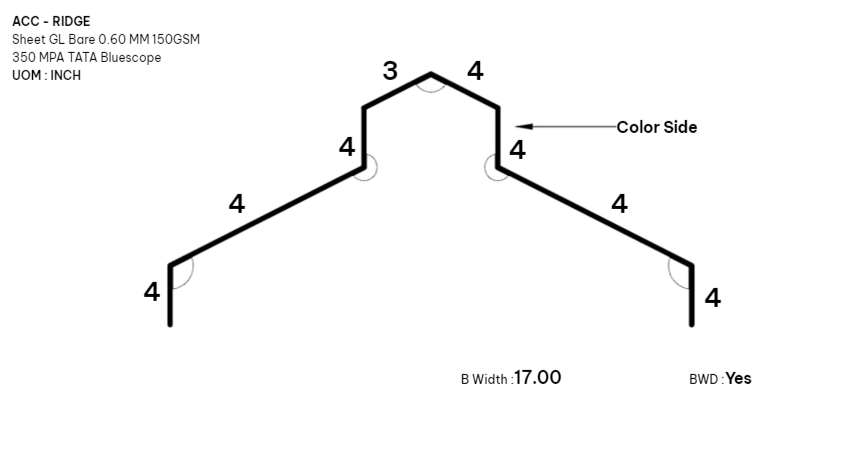 ACC - RIDGE
Sheet GL Bare 0.60 MM 150GSM
350 MPA TATA Bluescope
UOM : INCH
3
4
Color Side
4
4
4
4
4
4
B Width :17.00
BWD :Yes